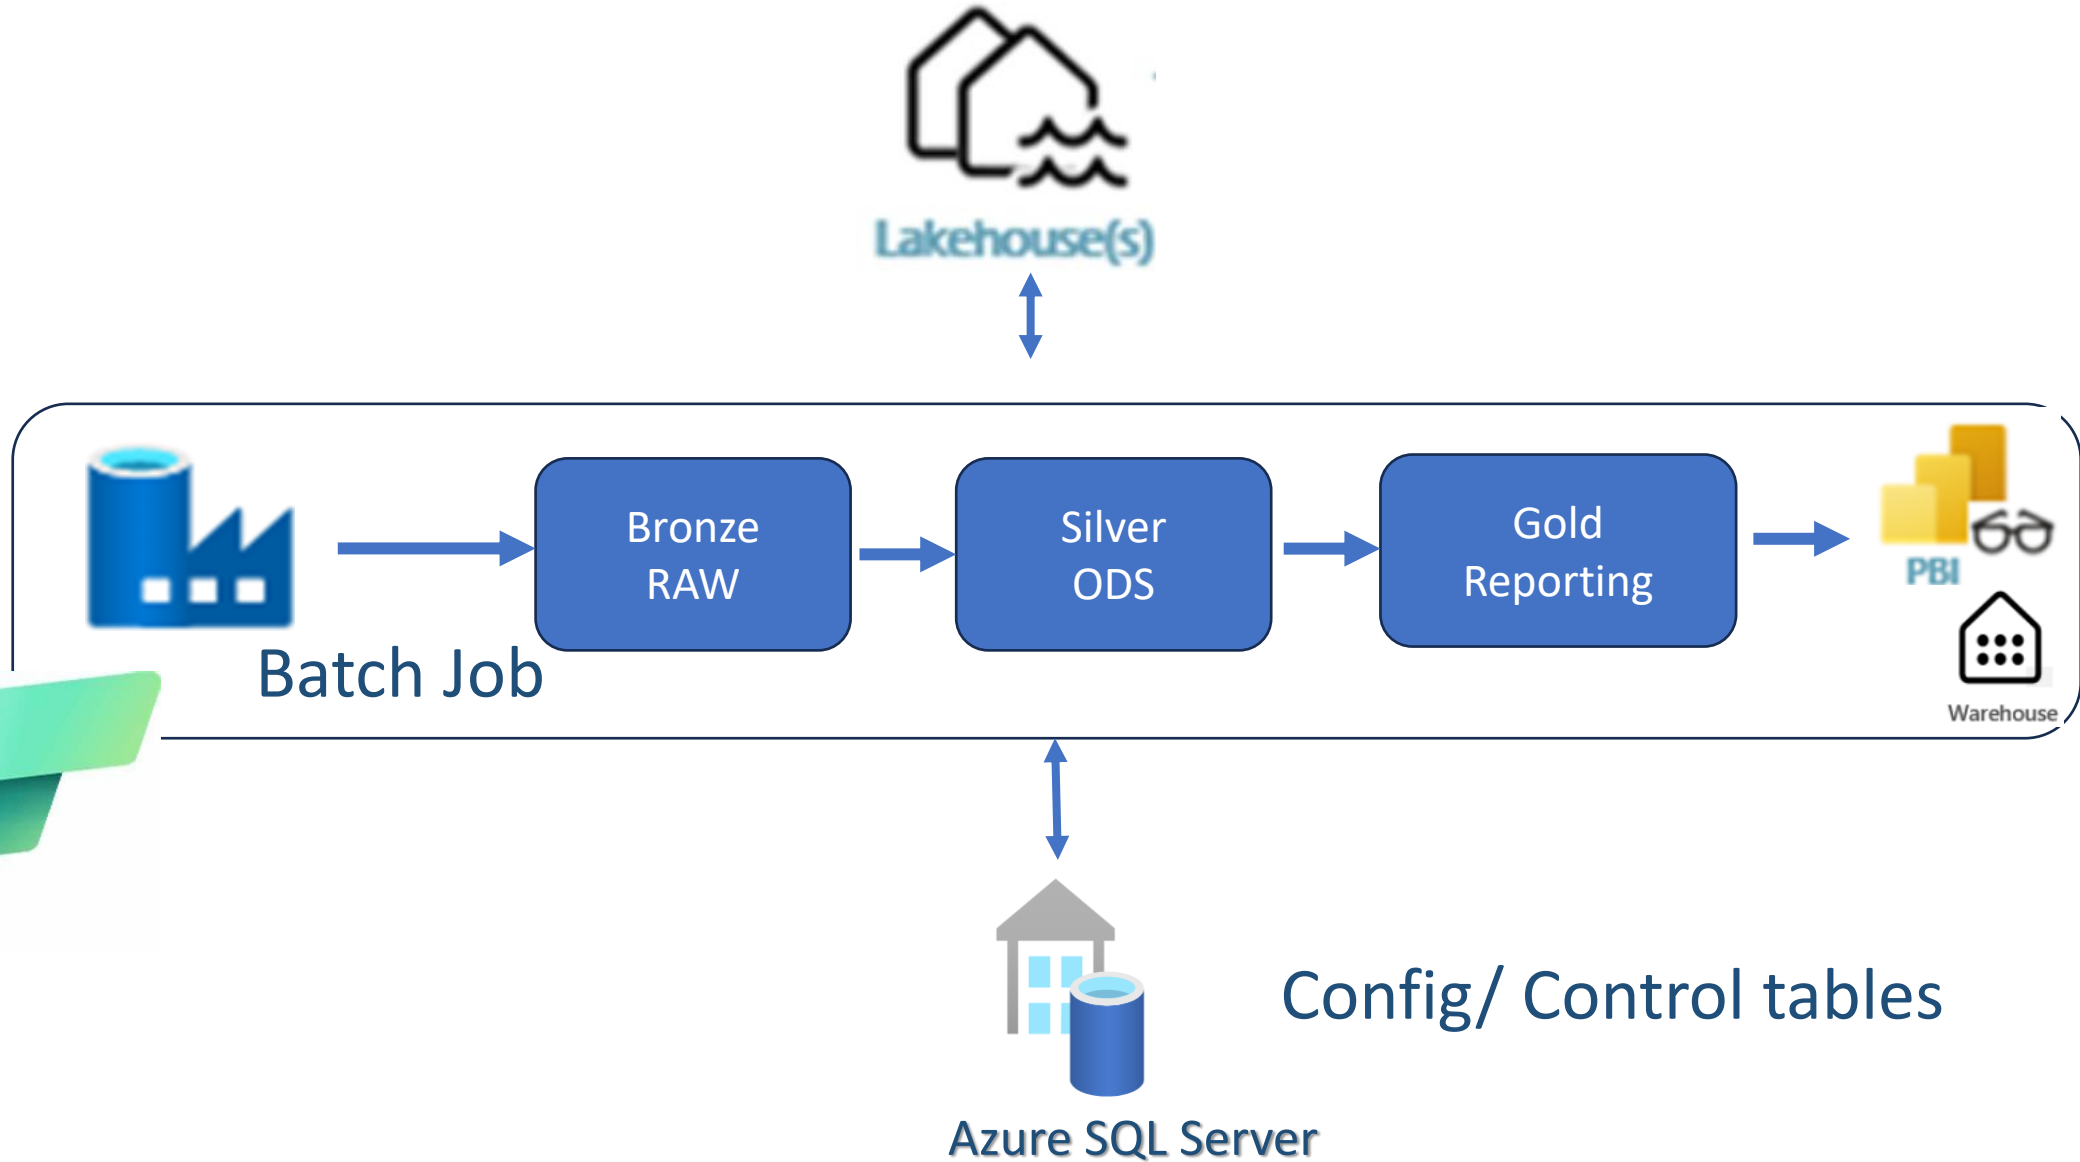 Lakehouse(s)
Bronze
RAW
Silver
ODS
Gold
Reporting
PBI
Batch Job
Warehouse
Config/ Control tables
Azure SQL Server